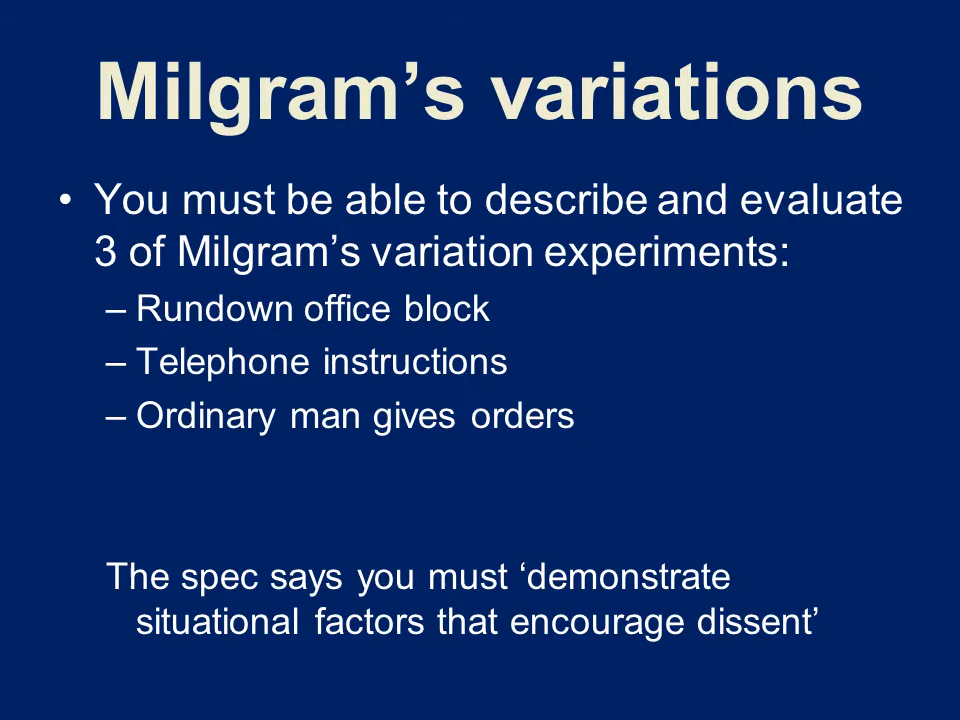 Milgram’s variations
• You must be able to describe and evaluate
3 of Milgram’s variation experiments:
– Rundown office block
– Telephone instructions
– Ordinary man gives orders
The spec says you must ‘demonstrate
situational factors that encourage dissent’